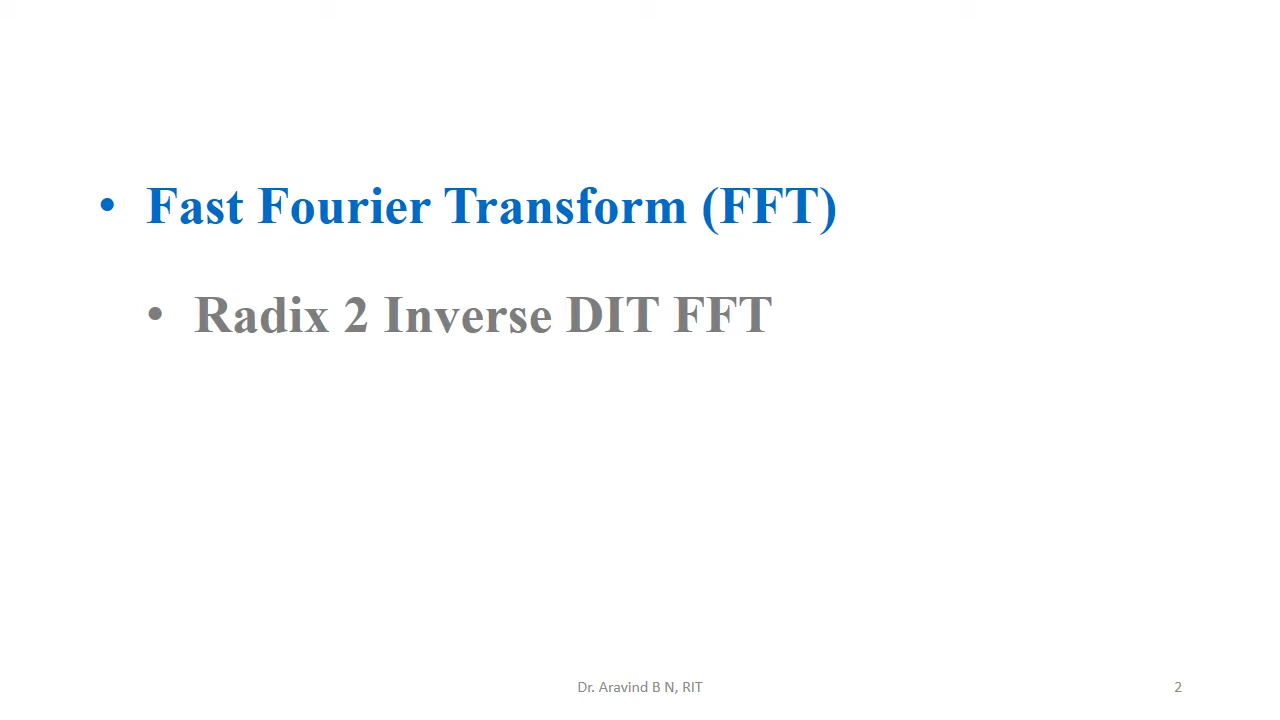 • Fast Fourier Transform (FFT)
• Radix 2 Inverse DIT FFT
Dr. Aravind B N, RIT
2